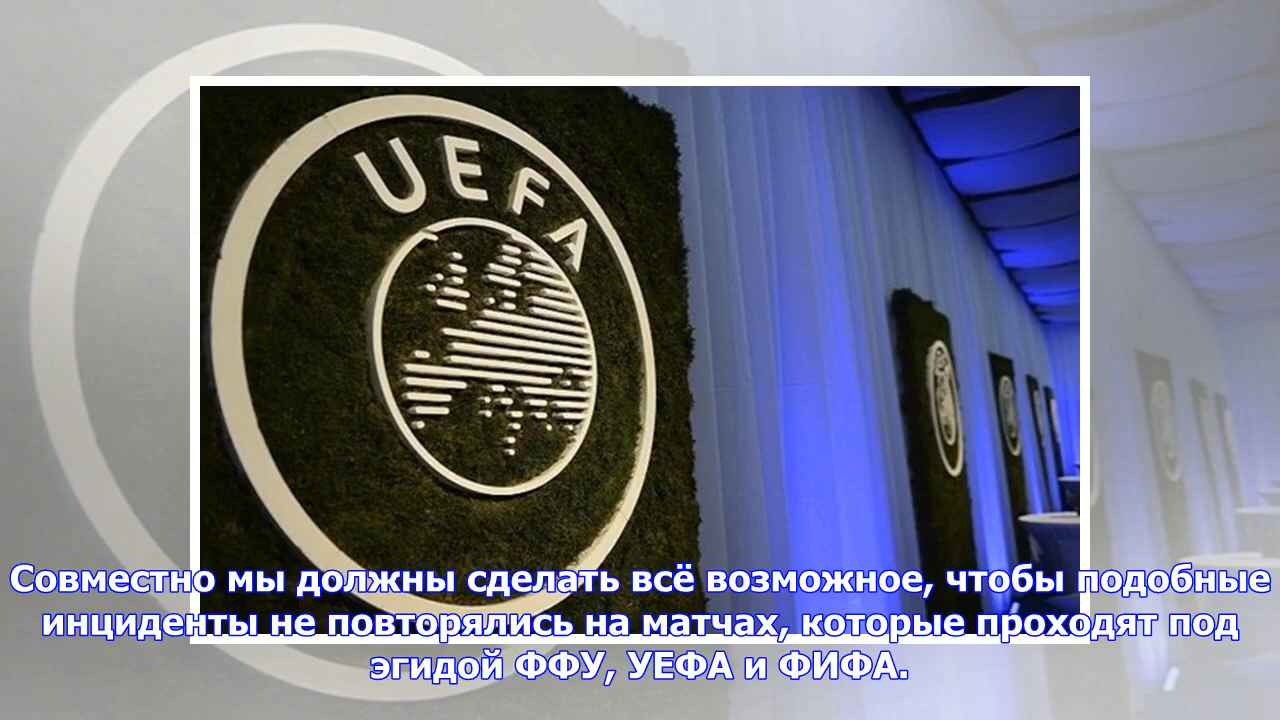 UEFA
Совместно мы должны сделать всё возможное, чтобы подобные
инциденты не повторялись на матчах, которые проходят под
эгидой ФФУ, УЕФА и ФИФА.